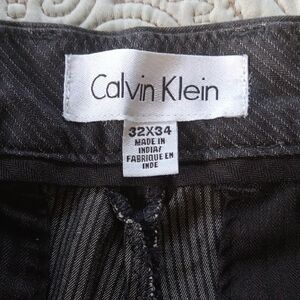 Calvin Klein
32X34
MADE IN
INDIA/
FABRIQUE EN
INDE